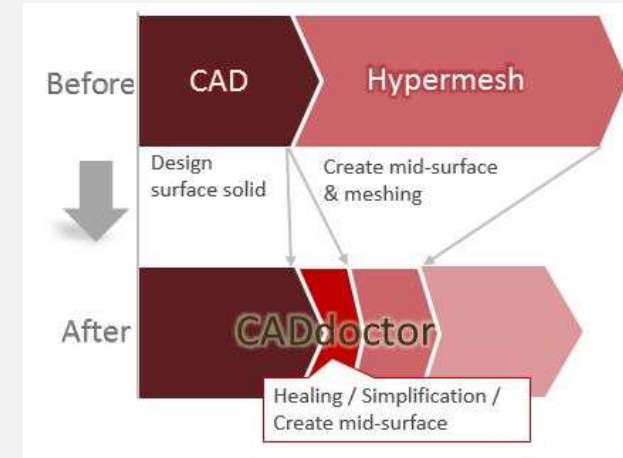 Before
CAD
Hypermesh
Design
surface solid
Create mid-surface
& meshing
After
CADdoctor
Healing / Simplification /
Create mid-surface